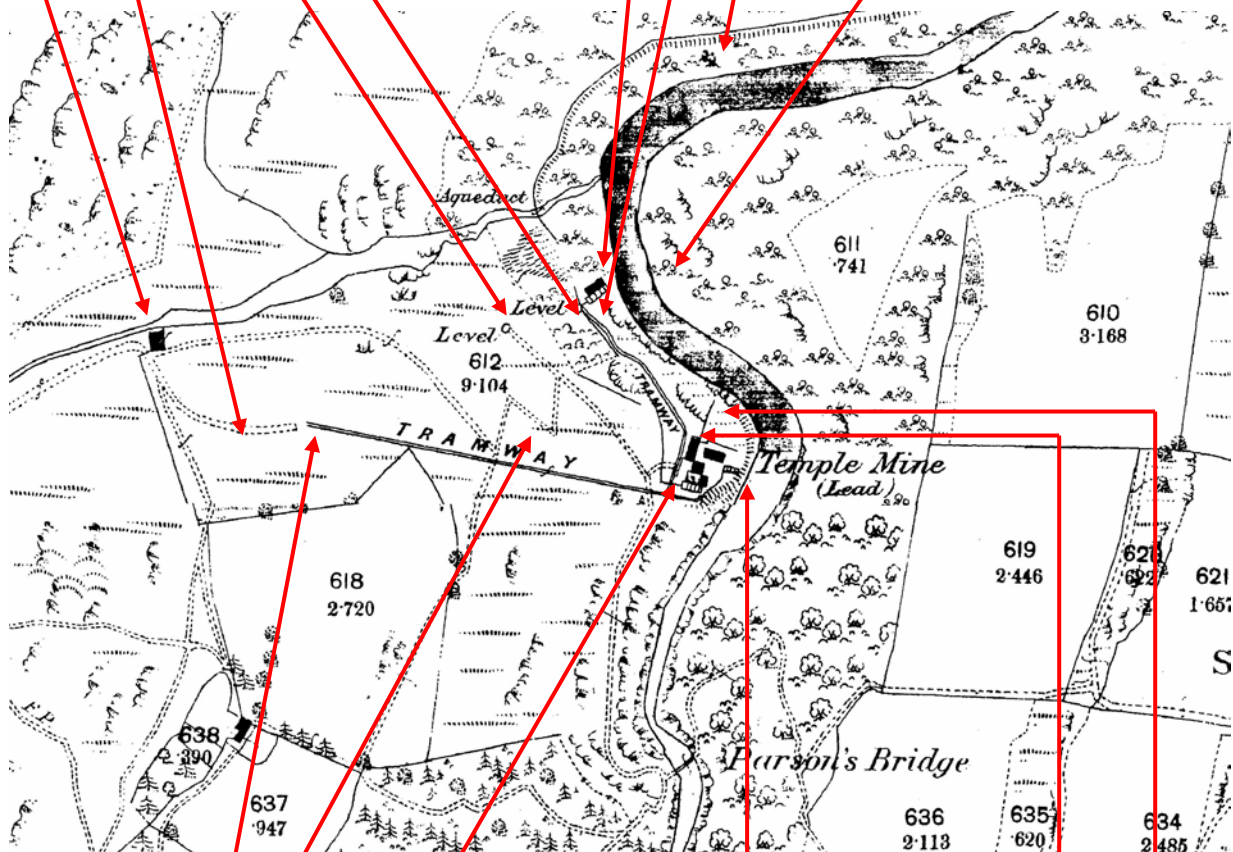 Aqueduct
611
·741
610
3·168
Level
Level
612
9·104
TRAMWAY
TRAMWAY
Temple Mine
(Lead)
619
2·446
620
·622
621
1·657
618
2·720
S
F.P.
638
·390
Parson's Bridge
637
·947
636
2·113
635
·620
634
2·485